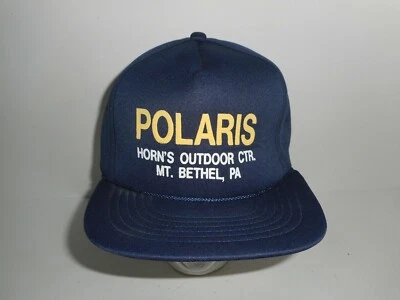 POLARIS
HORN'S OUTDOOR CTR.
MT. BETHEL, PA